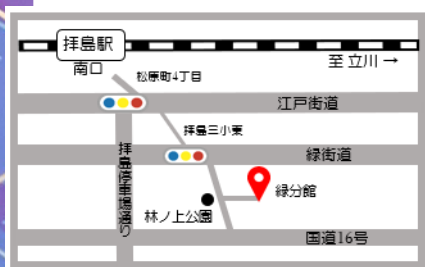 拝島駅
南口
至 立川 →
松原町4丁目
江戸街道
拝島三小東
緑街道
拝島停車場通り
緑分館
林ノ上公園
国道16号